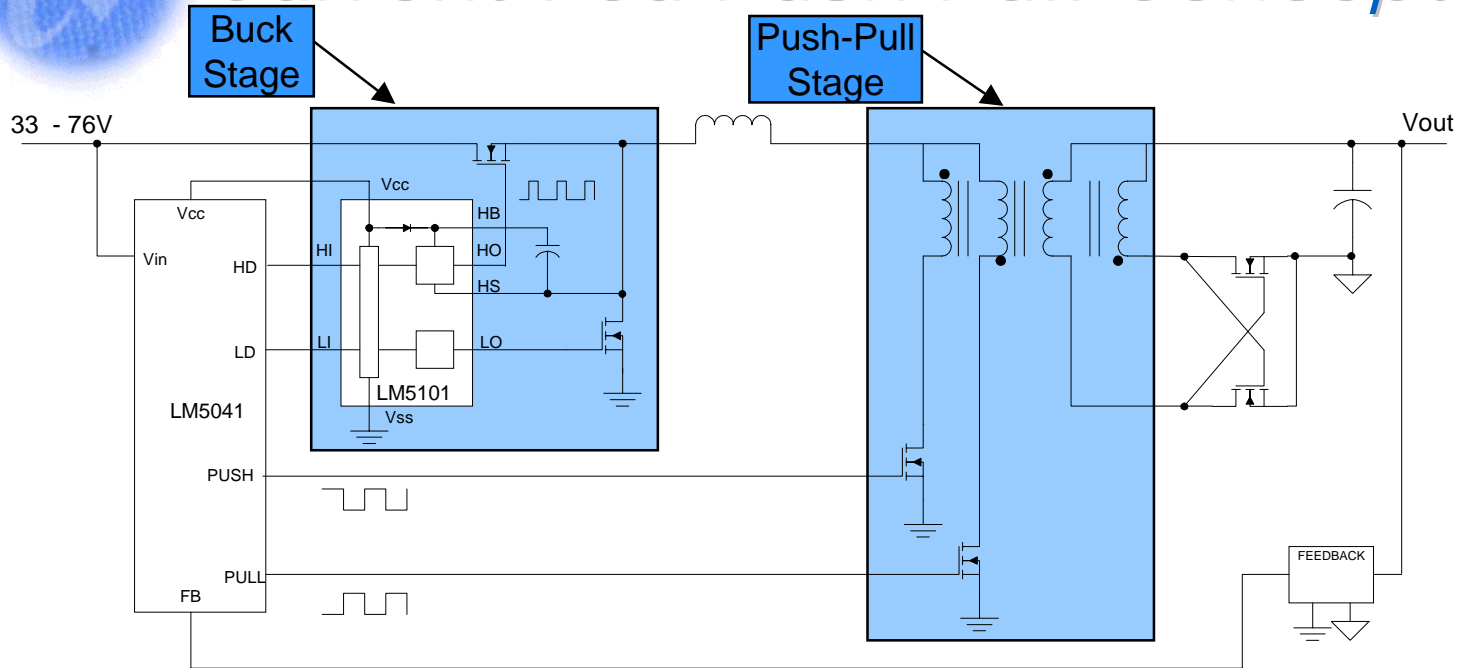 Buck
Stage
Push-Pull
Stage
33 - 76V
Vout
Vcc
Vcc
HB
Vin
HD
HI
HO
HS
LD
LI
LO
LM5101
LM5041
Vss
PUSH
FEEDBACK
PULL
FB